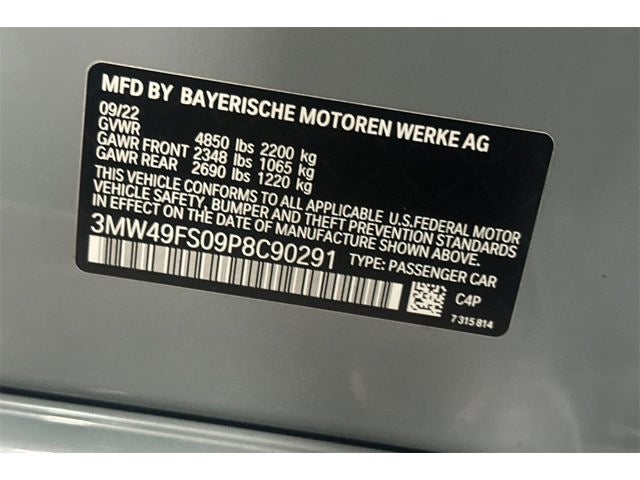 MFD BY BAYERISCHE MOTOREN WERKE AG
09/22
GVWR 4850 lbs 2200 kg
GAWR FRONT 2348 lbs 1065 kg
GAWR REAR 2690 lbs 1220 kg
THIS VEHICLE CONFORMS TO ALL APPLICABLE U.S.FEDERAL MOTOR
VEHICLE SAFETY, BUMPER AND THEFT PREVENTION STANDARDS
IN EFFECT ON THE DATE OF MANUFACTURE SHOWN ABOVE.
3MW49FS09P8C90291 TYPE: PASSENGER CAR
C4P
7315814